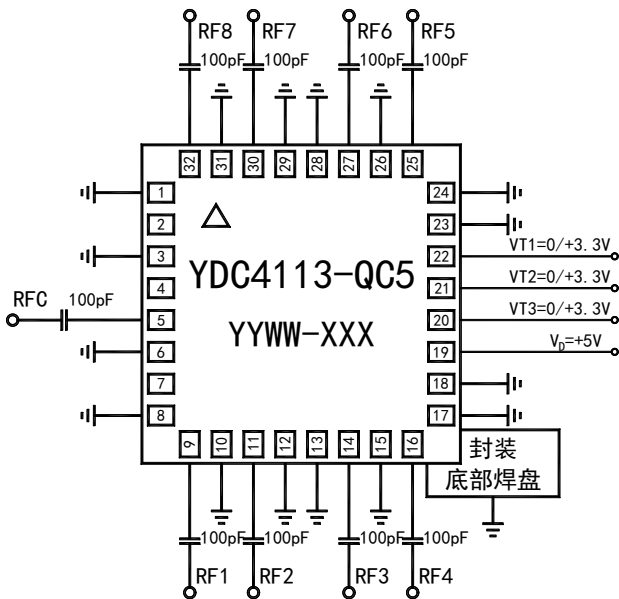 RF8
RF7
RF6
RF5
100pF
100pF
100pF
100pF
32
31
30
29
28
27
26
25
1
24
2
23
3
22
VT1=0/+3.3V
YDC4113-QC5
4
21
VT2=0/+3.3V
RFC
100pF
5
20
VT3=0/+3.3V
YYWW-XXX
6
19
V_D=+5V
7
18
8
17
9
10
11
12
13
14
15
16
封装
底部焊盘
100pF
100pF
100pF
100pF
RF1
RF2
RF3
RF4